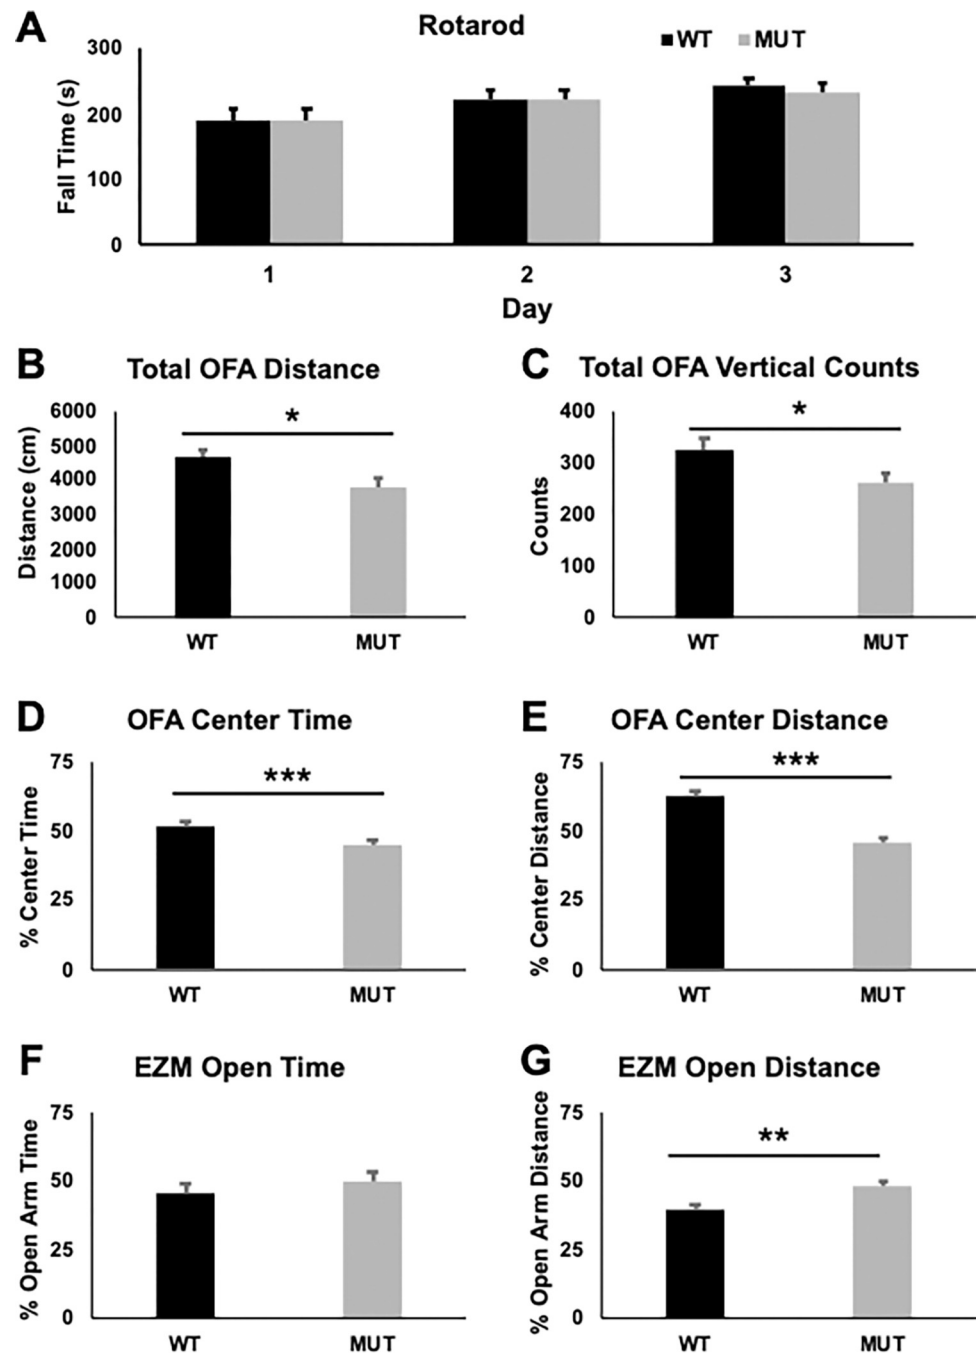 A
Rotarod
WT MUT
Fall Time (s)
300
200
100
0
1 2 3
Day
B
Total OFA Distance
Distance (cm)
6000
5000
4000
3000
2000
1000
0
*
WT MUT
C
Total OFA Vertical Counts
Counts
400
300
200
100
0
*
WT MUT
D
OFA Center Time
% Center Time
75
50
25
0
***
WT MUT
E
OFA Center Distance
% Center Distance
75
50
25
0
***
WT MUT
F
EZM Open Time
% Open Arm Time
75
50
25
0
WT MUT
G
EZM Open Distance
% Open Arm Distance
75
50
25
0
**
WT MUT